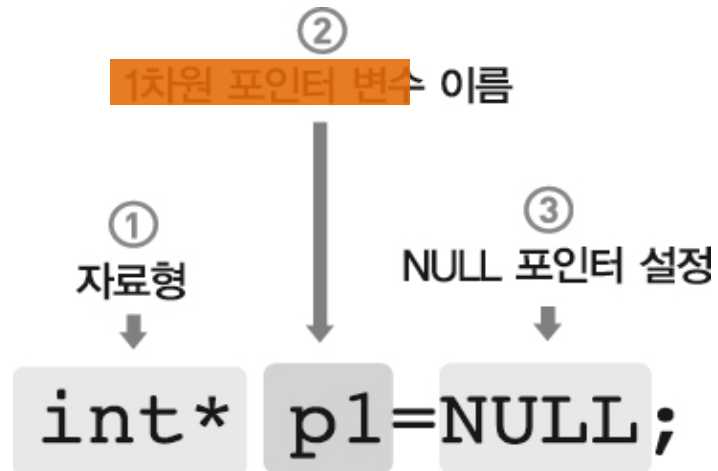 ②
1차원 포인터 변수 이름
①
자료형
③
NULL 포인터 설정
int* p1=NULL;